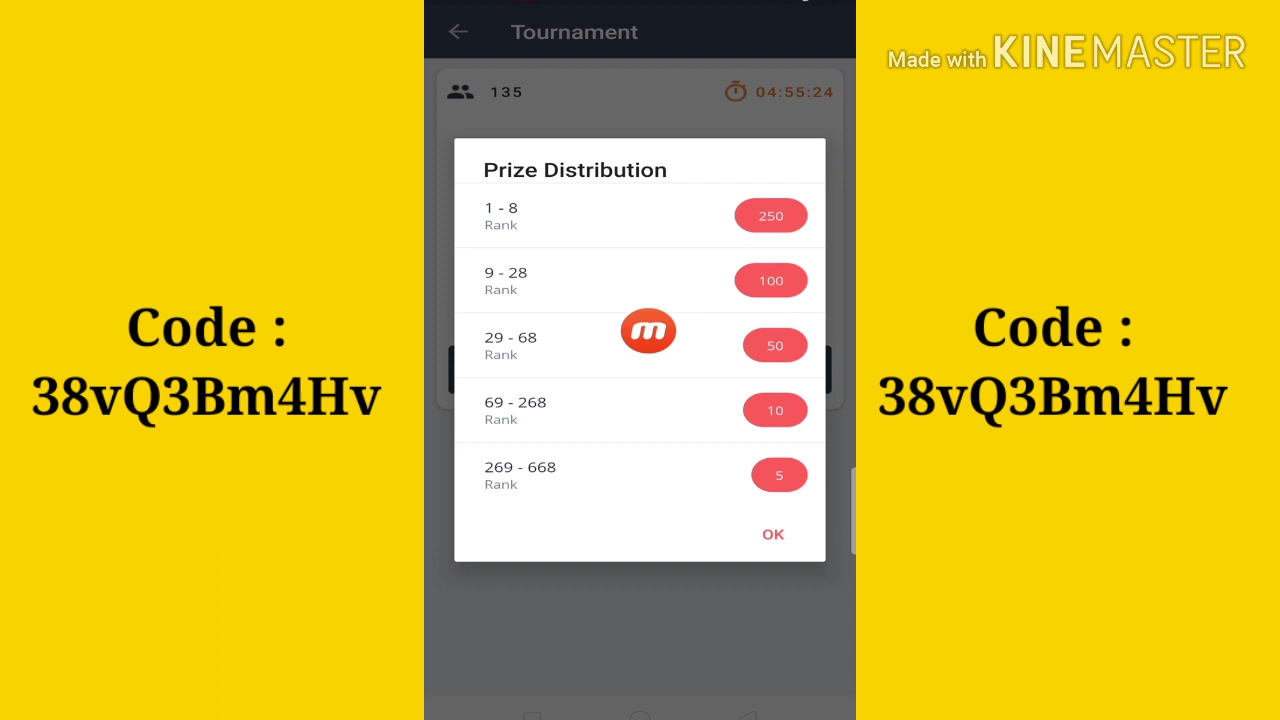 Tournament
Made with KINEMASTER
135
04:55:24
Prize Distribution
1 - 8
Rank
250
9 - 28
Rank
100
29 - 68
Rank
50
m
69 - 268
Rank
10
269 - 668
Rank
5
OK
Code :
38vQ3Bm4Hv
Code :
38vQ3Bm4Hv